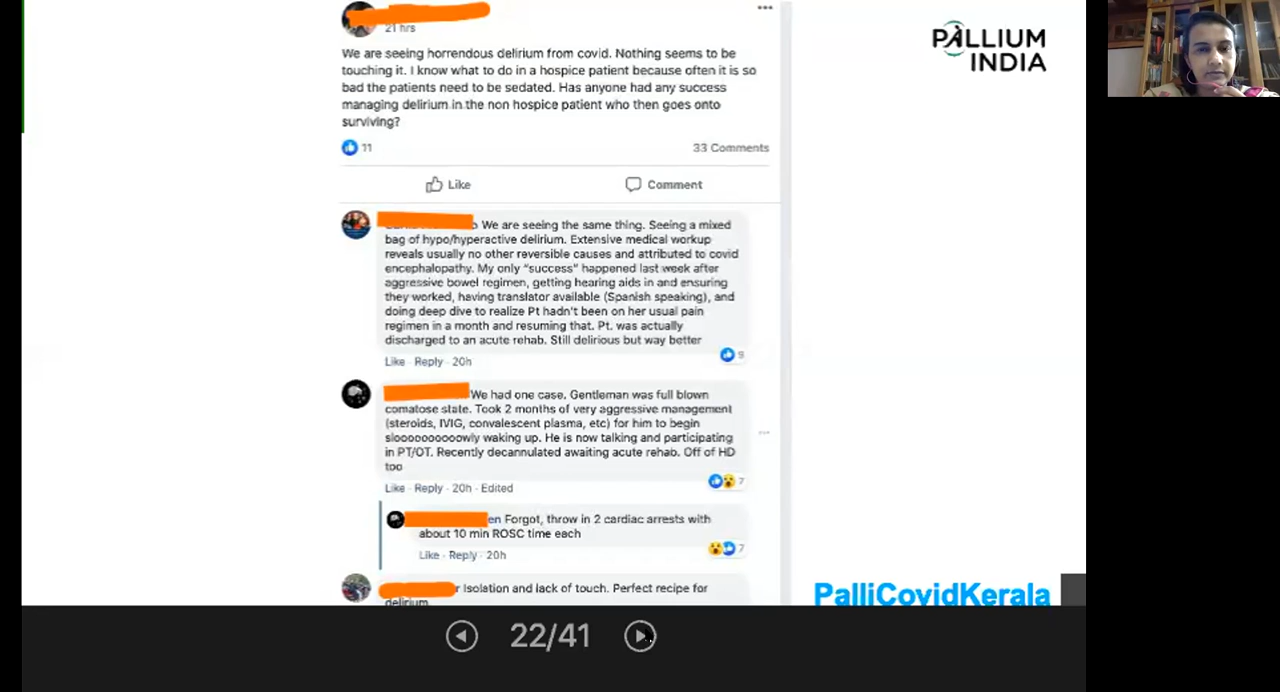 21 hrs
We are seeing horrendous delirium from covid. Nothing seems to be
touching it. I know what to do in a hospice patient because often it is so
bad the patients need to be sedated. Has anyone had any success
managing delirium in the non hospice patient who then goes onto
surviving?
11
33 Comments
Like
Comment
We are seeing the same thing. Seeing a mixed
bag of hypo/hyperactive delirium. Extensive medical workup
reveals usually no other reversible causes and attributed to covid
encephalopathy. My only "success" happened last week after
aggressive bowel regimen, getting hearing aids in and ensuring
they worked, having translator available (Spanish speaking), and
doing deep dive to realize Pt hadn't been on her usual pain
regimen in a month and resuming that. Pt. was actually
discharged to an acute rehab. Still delirious but way better
9
Like · Reply · 20h
We had one case. Gentleman was full blown
comatose state. Took 2 months of very aggressive management
(steroids, IVIG, convalescent plasma, etc) for him to begin
slooooooooowly waking up. He is now talking and participating
in PT/OT. Recently decannulated awaiting acute rehab. Off of HD
too
7
Like · Reply · 20h · Edited
en Forgot, throw in 2 cardiac arrests with
about 10 min ROSC time each
7
Like · Reply · 20h
r Isolation and lack of touch. Perfect recipe for
delirium.
PALLIUM
INDIA
PalliCovidKerala
22/41